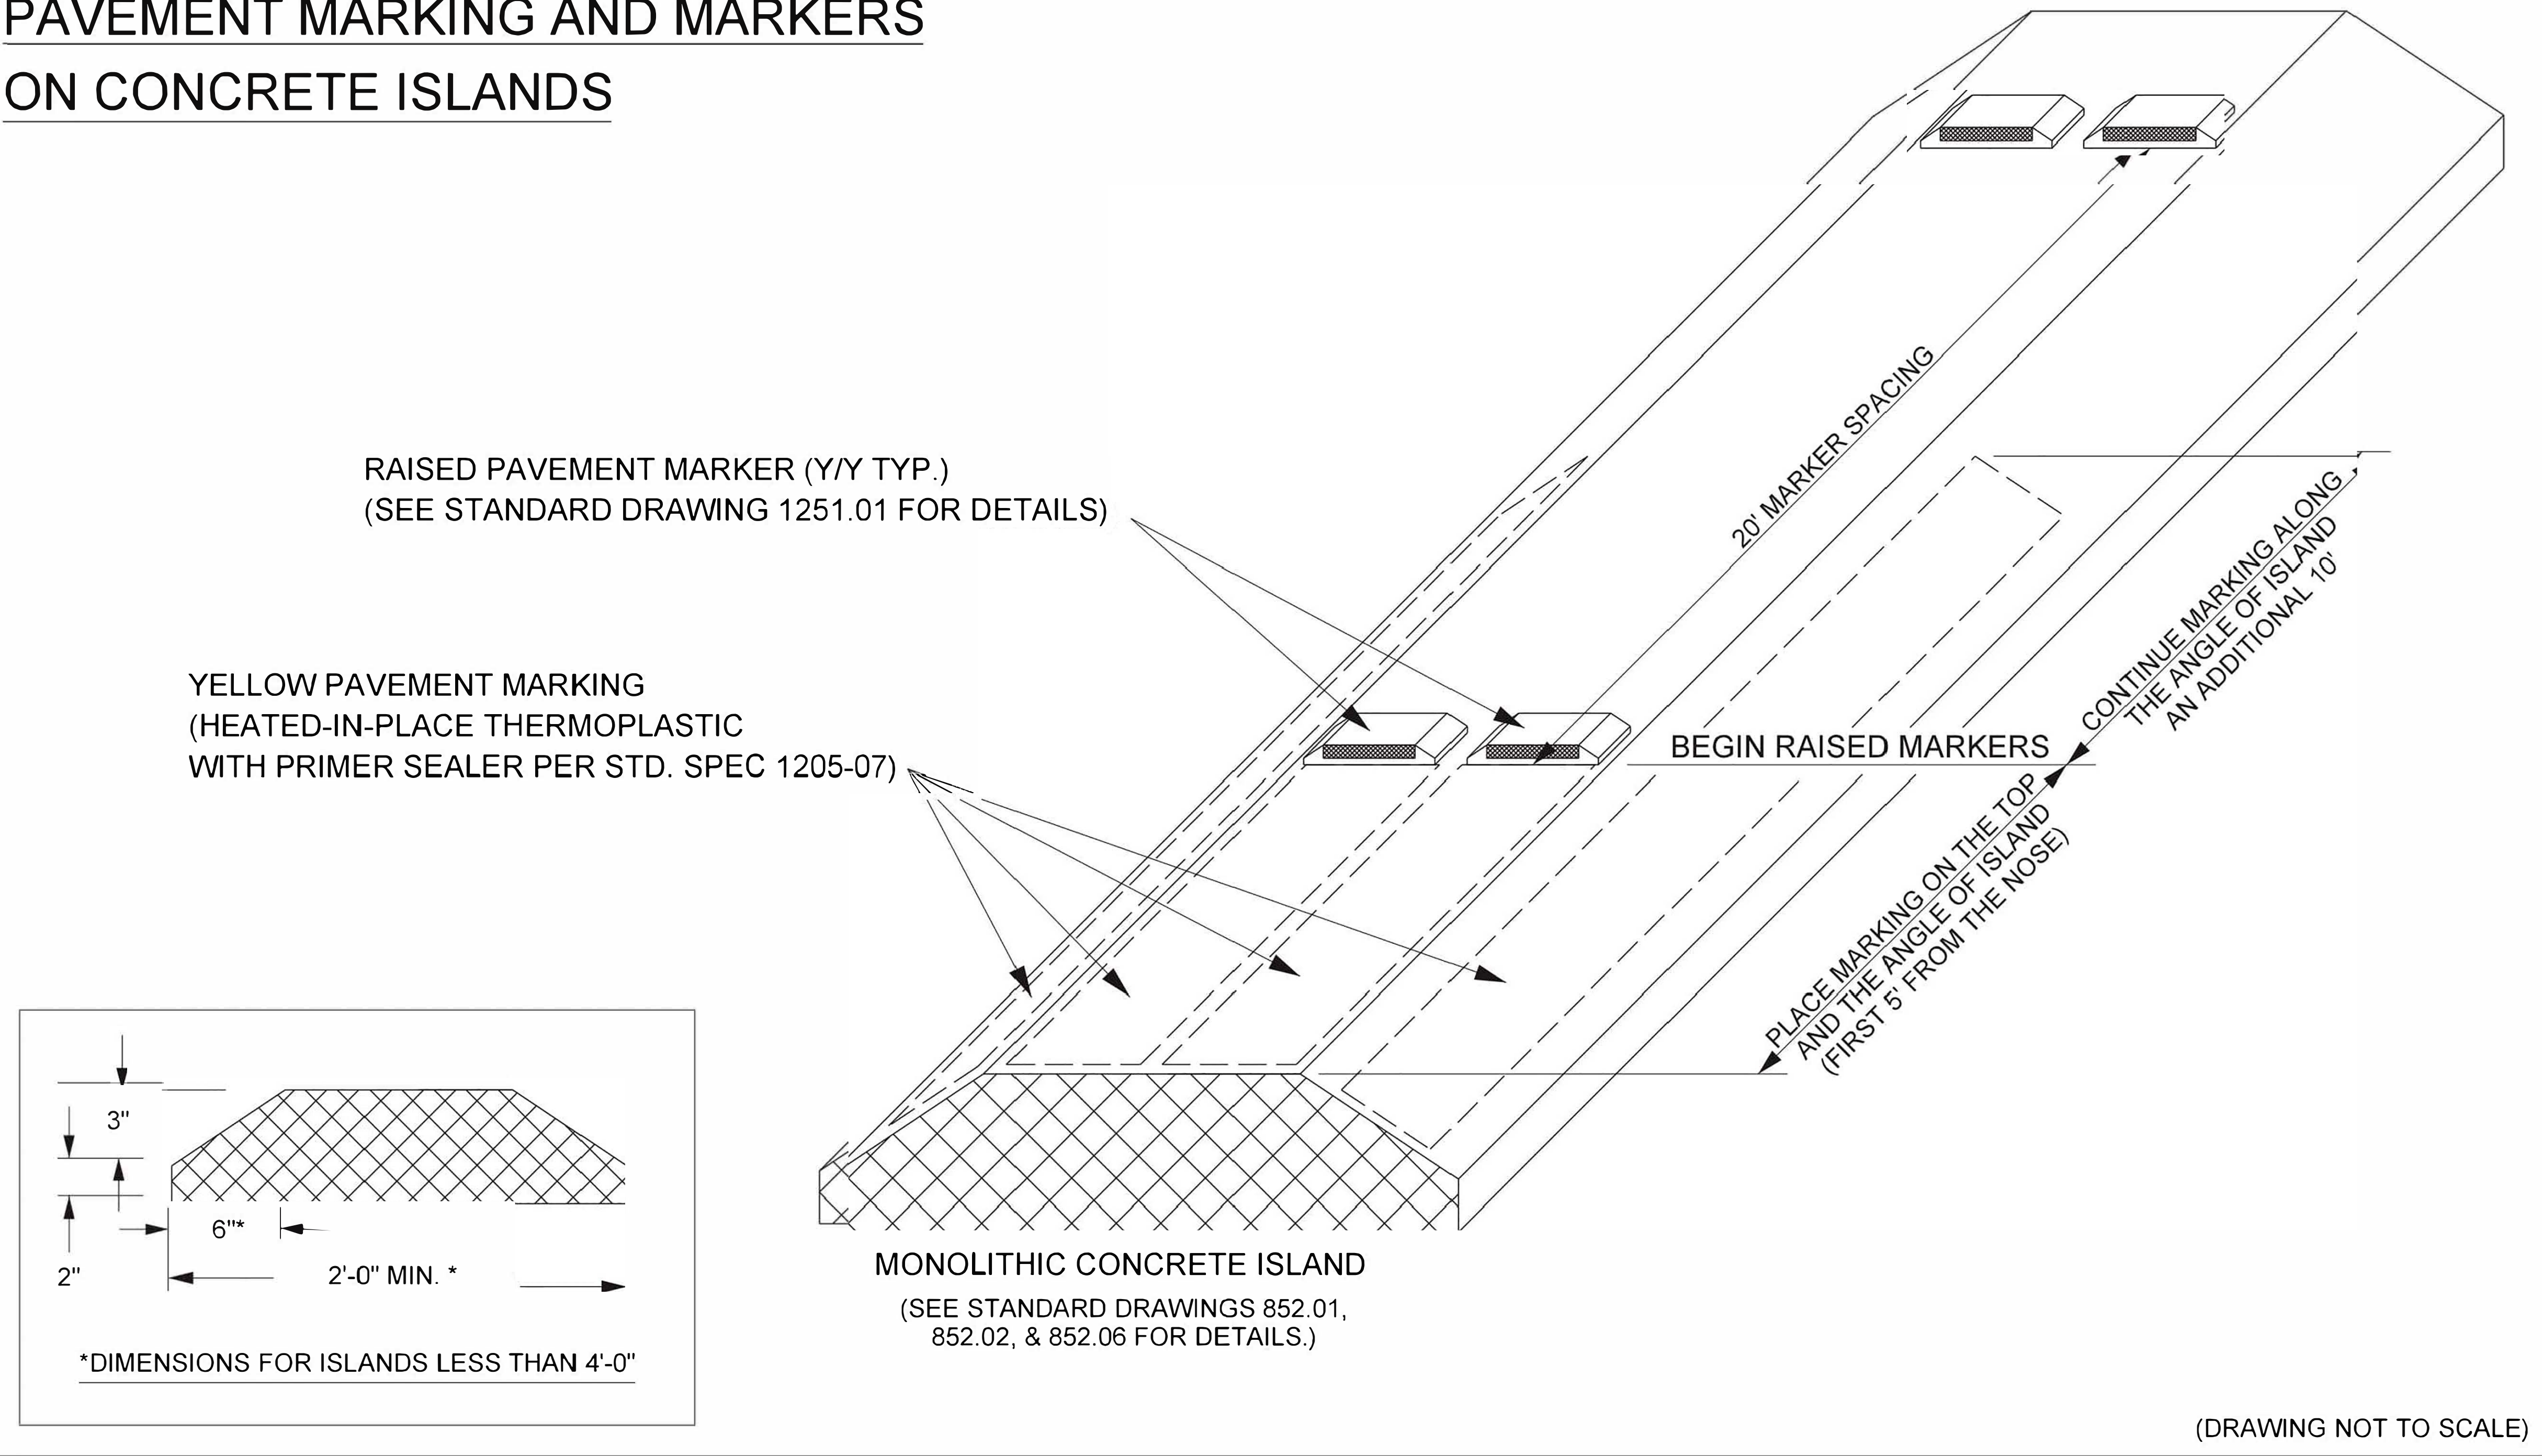 PAVEMENT MARKING AND MARKERS
ON CONCRETE ISLANDS
RAISED PAVEMENT MARKER (Y/Y TYP.)
(SEE STANDARD DRAWING 1251.01 FOR DETAILS)
YELLOW PAVEMENT MARKING
(HEATED-IN-PLACE THERMOPLASTIC
WITH PRIMER SEALER PER STD. SPEC 1205-07)
20' MARKER SPACING
CONTINUE MARKING ALONG
THE ANGLE OF ISLAND
AN ADDITIONAL 10'
BEGIN RAISED MARKERS
PLACE MARKING ON THE TOP
AND THE ANGLE OF ISLAND
(FIRST 5' FROM THE NOSE)
3"
6"*
2"
2'-0" MIN. *
*DIMENSIONS FOR ISLANDS LESS THAN 4'-0"
MONOLITHIC CONCRETE ISLAND
(SEE STANDARD DRAWINGS 852.01,
852.02, & 852.06 FOR DETAILS.)
(DRAWING NOT TO SCALE)